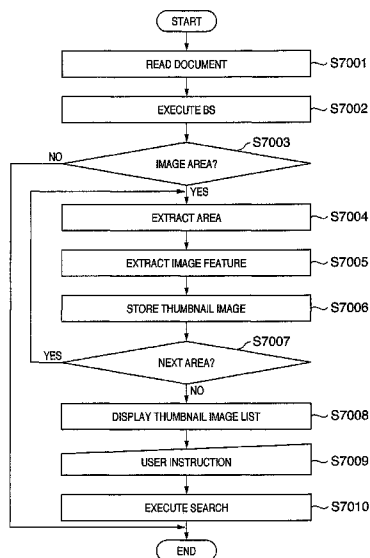 START
READ DOCUMENT S7001
EXECUTE BS S7002
S7003
NO IMAGE AREA?
YES
EXTRACT AREA S7004
EXTRACT IMAGE FEATURE S7005
STORE THUMBNAIL IMAGE S7006
S7007
YES NEXT AREA?
NO
DISPLAY THUMBNAIL IMAGE LIST S7008
USER INSTRUCTION S7009
EXECUTE SEARCH S7010
END